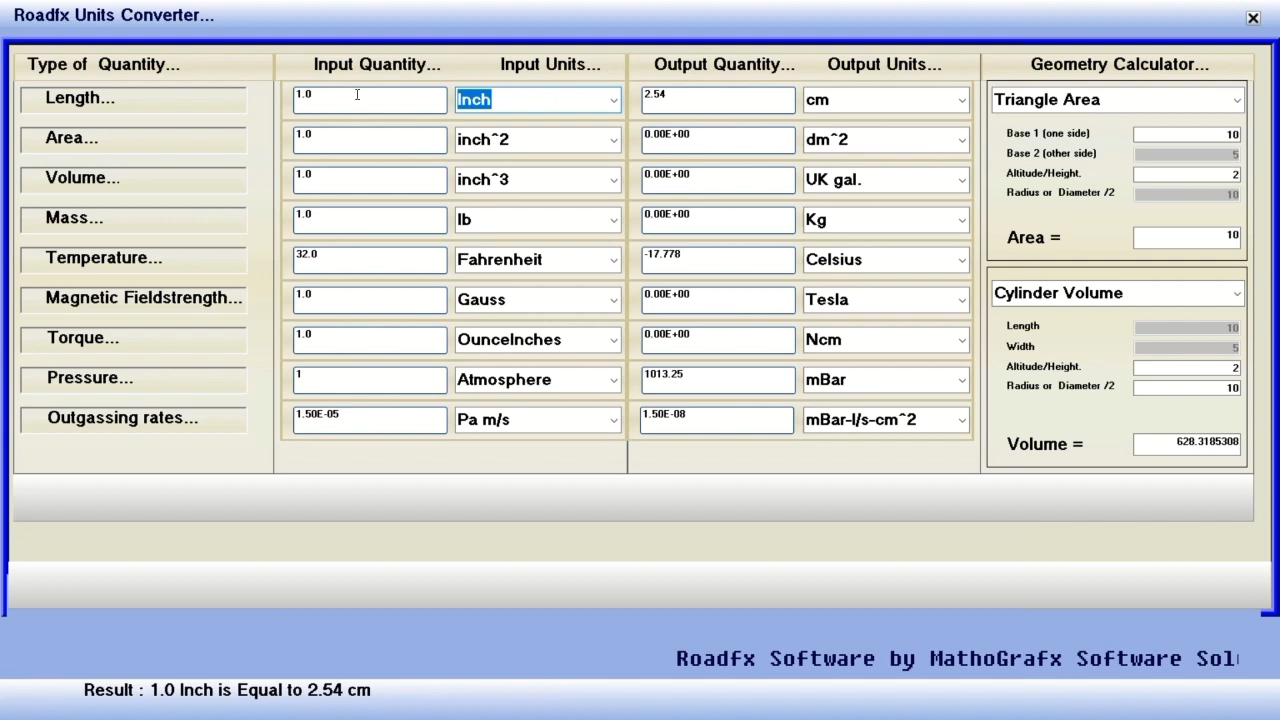 Roadfx Units Converter...
Type of Quantity... Input Quantity... Input Units... Output Quantity... Output Units... Geometry Calculator...
Length... 1.0 Inch 2.54 cm Triangle Area
Area... 1.0 inch^2 0.00E+00 dm^2
Volume... 1.0 inch^3 0.00E+00 UK gal.
Mass... 1.0 lb 0.00E+00 Kg
Temperature... 32.0 Fahrenheit -17.778 Celsius
Magnetic Fieldstrength... 1.0 Gauss 0.00E+00 Tesla
Torque... 1.0 OunceInches 0.00E+00 Ncm
Pressure... 1 Atmosphere 1013.25 mBar
Outgassing rates... 1.50E-05 Pa m/s 1.50E-08 mBar-l/s-cm^2
Base 1 (one side) 10
Base 2 (other side) 5
Altitude/Height. 2
Radius or Diameter /2 10
Area = 10
Cylinder Volume
Length 10
Width 5
Altitude/Height. 2
Radius or Diameter /2 10
Volume = 628.3185308
Roadfx Software by MathoGrafx Software Sol
Result : 1.0 Inch is Equal to 2.54 cm